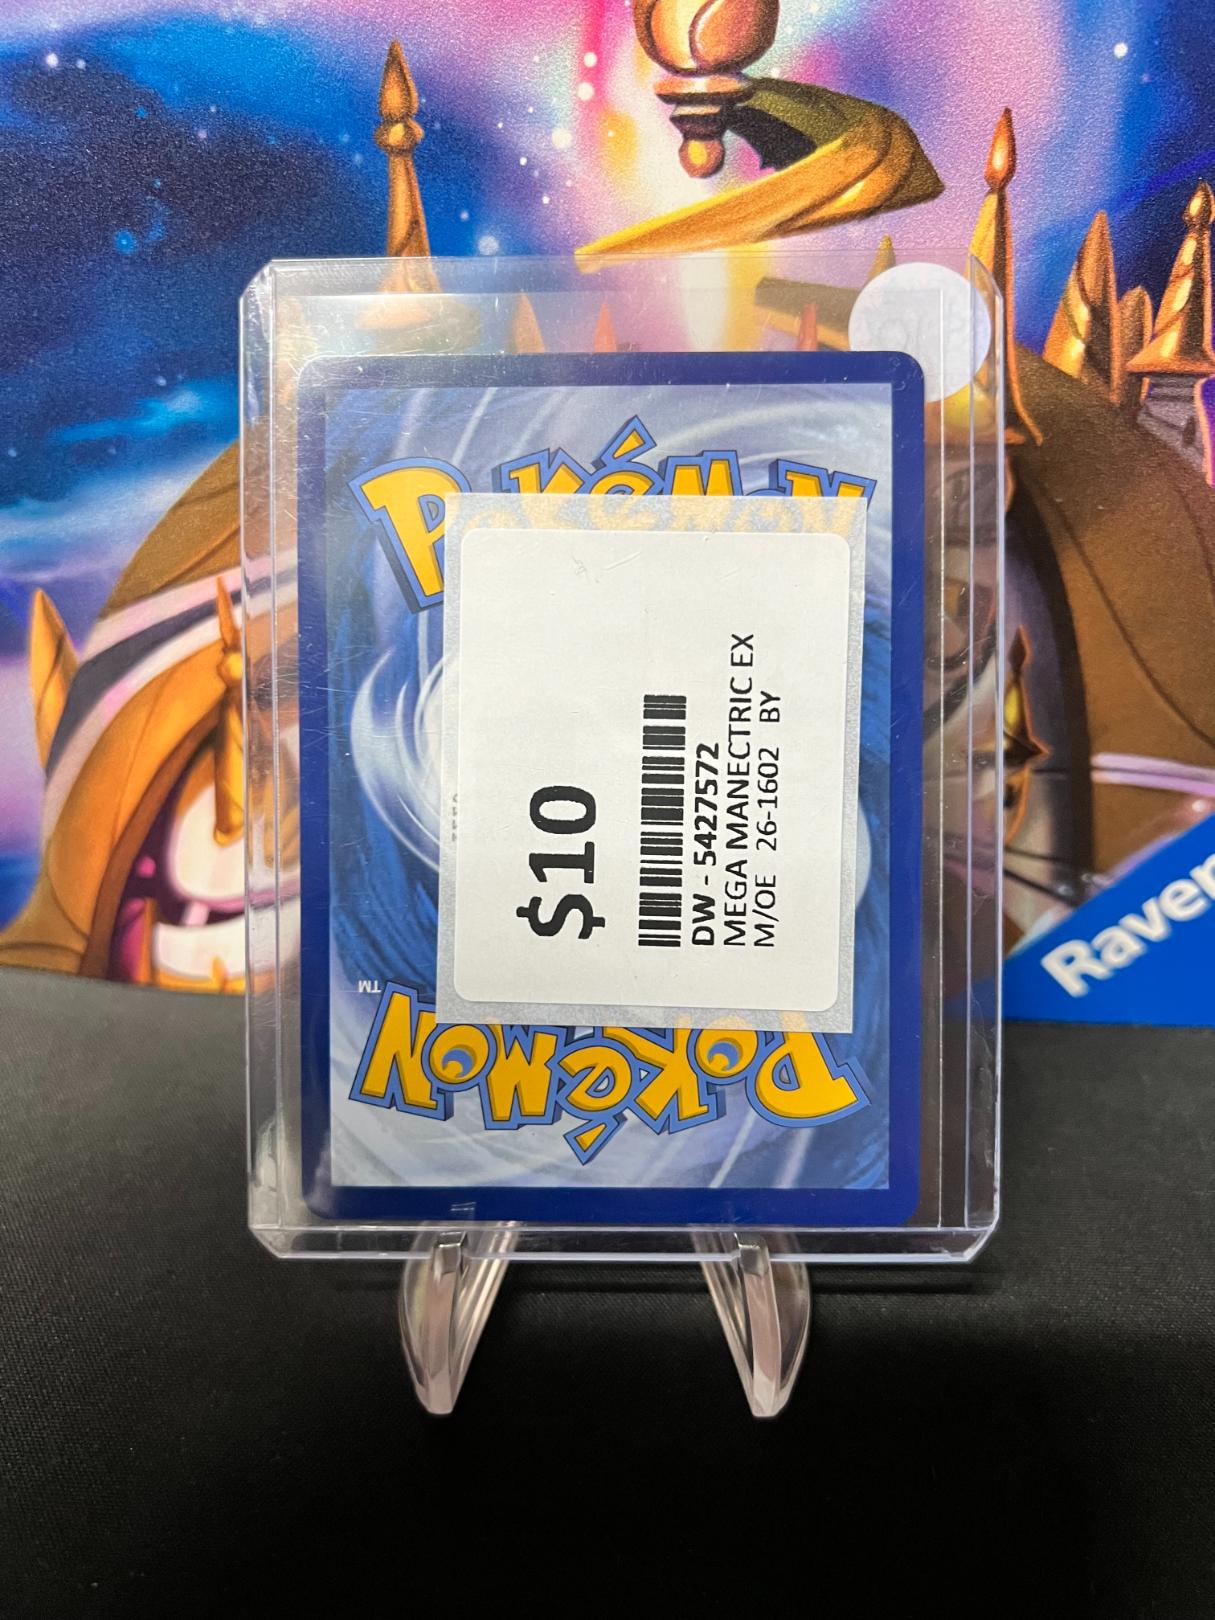 Pokémon
$10
DW - 5427572
MEGA MANECTRIC EX
M/OE 26-1602 BY
Pokémon
TM
Raven